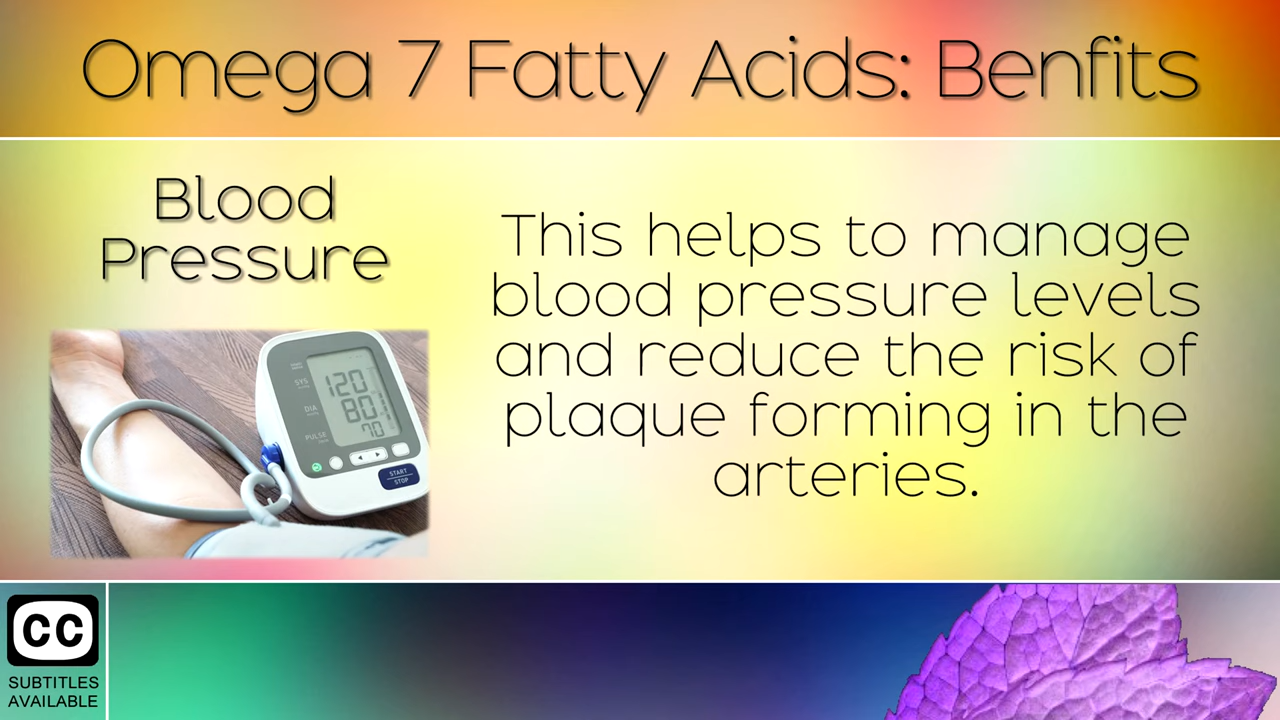 Omega 7 Fatty Acids: Benfits
Blood
Pressure
This helps to manage
blood pressure levels
and reduce the risk of
plaque forming in the
arteries.
SYS
120
DIA
80
PULSE
70
START
STOP
CC
SUBTITLES
AVAILABLE